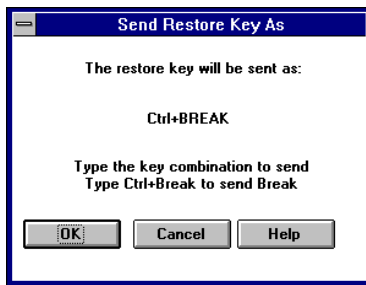 Send Restore Key As
The restore key will be sent as:
Ctrl+BREAK
Type the key combination to send
Type Ctrl+Break to send Break
OK Cancel Help